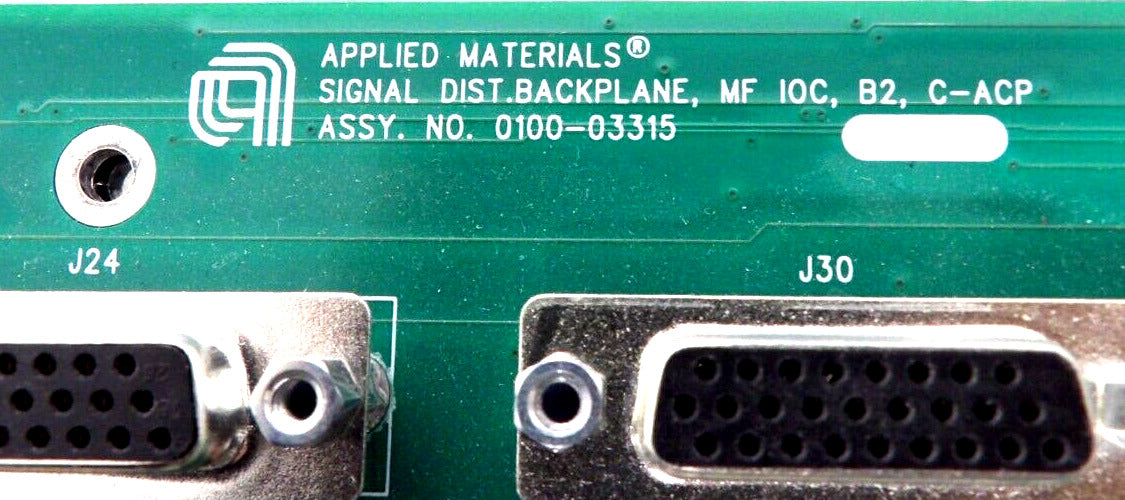 APPLIED MATERIALS®
SIGNAL DIST.BACKPLANE, MF IOC, B2, C-ACP
ASSY. NO. 0100-03315
J24
J30